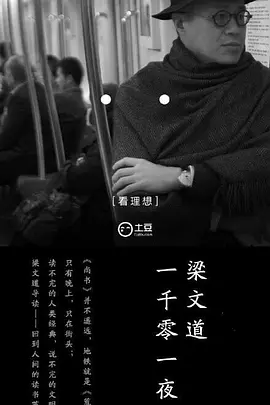 [看理想]
土豆
Tudou.com
梁文道
一千零一夜
《尚书》并不遥远，地铁就是《
只有晚上，只在街头；
读不完的人类经典，说不完的文明
梁文道导读——回到人间的读书